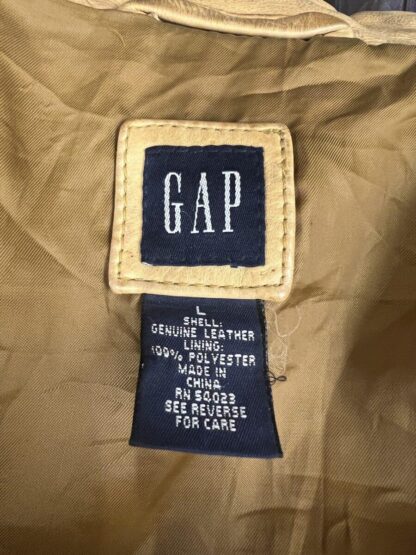 GAP
L
SHELL:
GENUINE LEATHER
LINING:
100% POLYESTER
MADE IN
CHINA
RN 54023
SEE REVERSE
FOR CARE